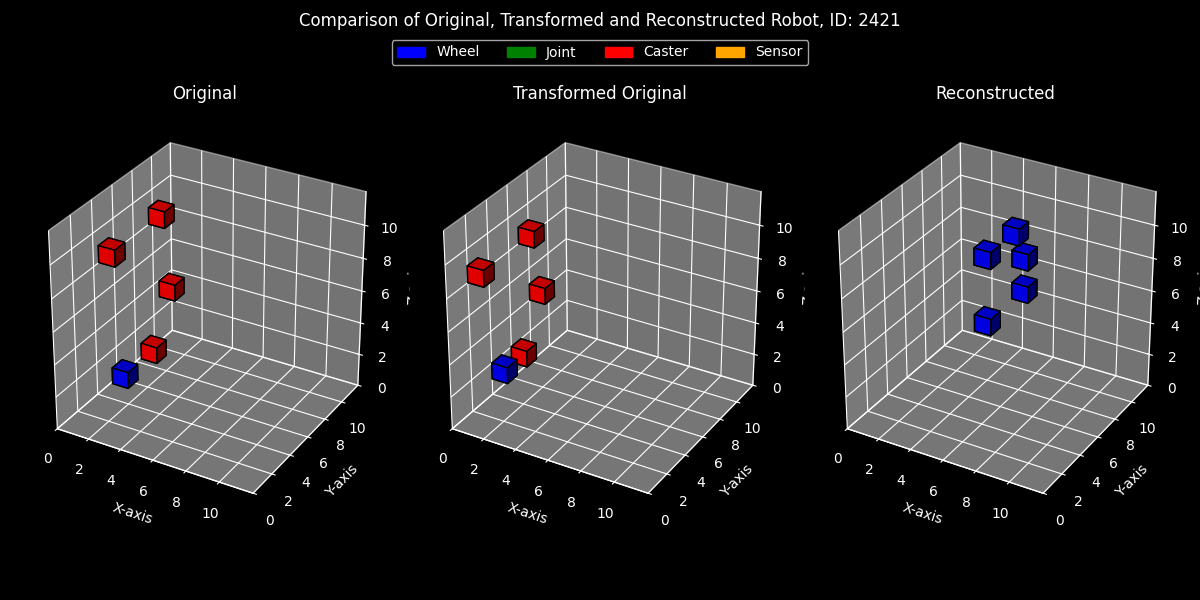 Comparison of Original, Transformed and Reconstructed Robot, ID: 2421
Wheel Joint Caster Sensor
Original Transformed Original Reconstructed
10 10 10
8 8 8
6 6 6
4 4 4
2 2 2
0 0 0
10 10 10
8 8 8
6 6 6
4 4 4
2 2 2
0 0 0
0 2 4 6 8 10 0 2 4 6 8 10 0 2 4 6 8 10
X-axis Y-axis X-axis Y-axis X-axis Y-axis